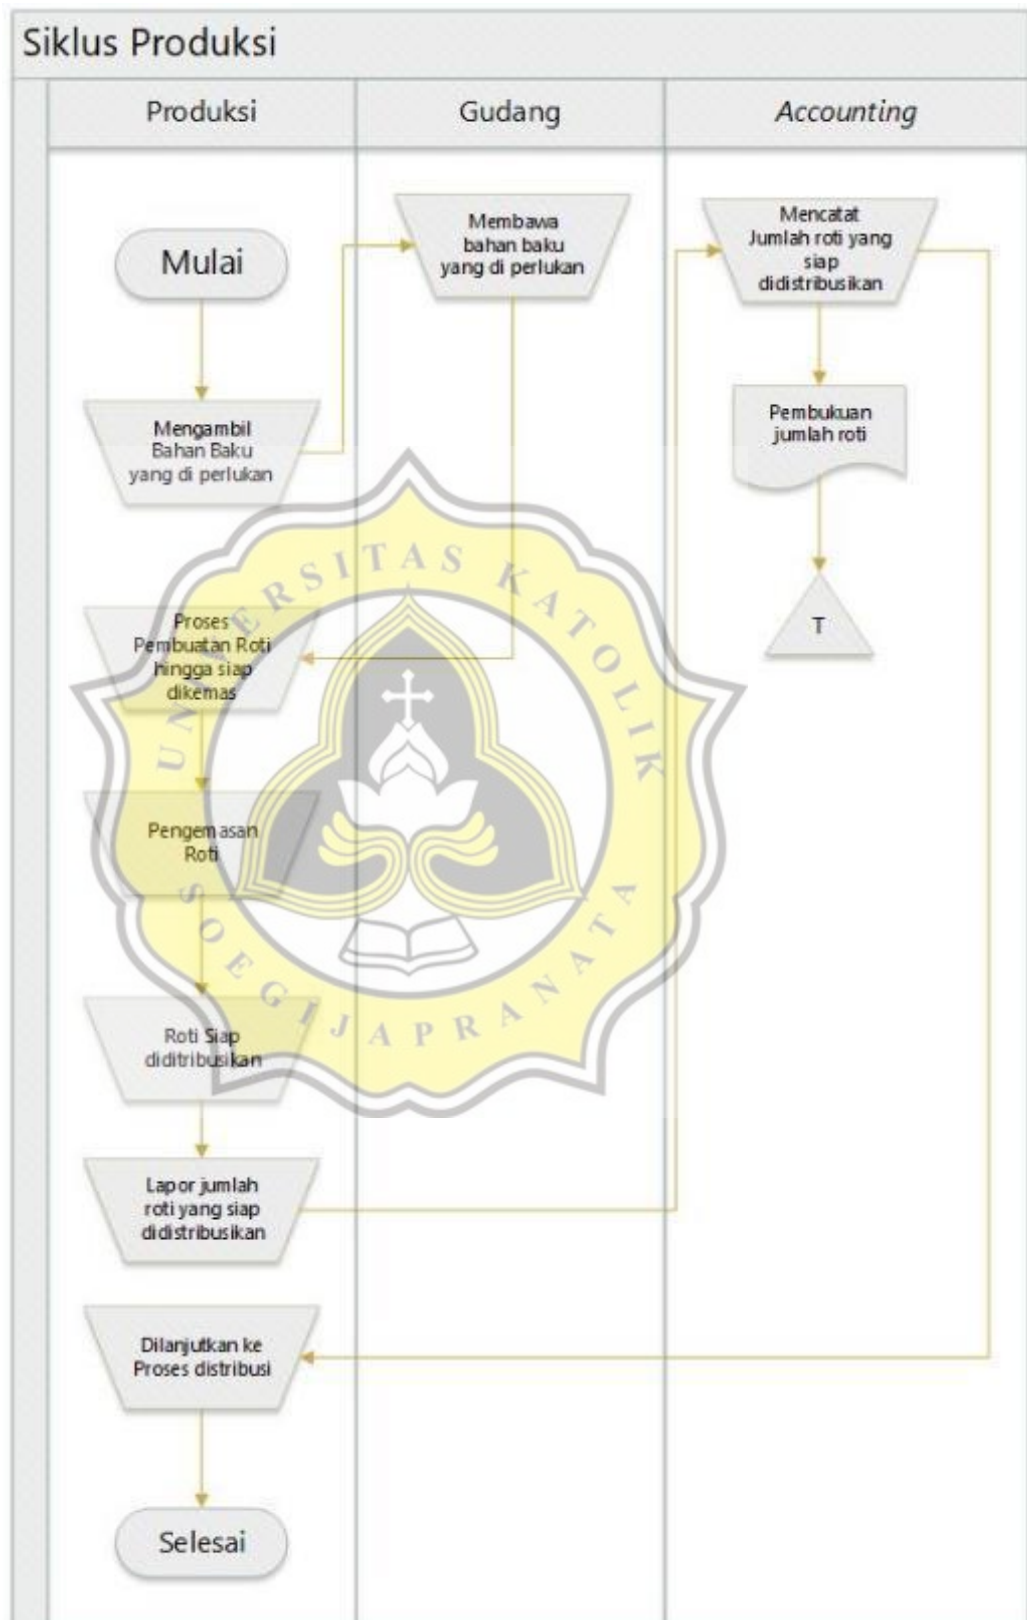 Siklus Produksi
Produksi
Gudang
Accounting
Mulai
Mengambil
Bahan Baku
yang di perlukan
Membawa
bahan baku
yang di perlukan
Proses
Pembuatan Roti
hingga siap
dikemas
Pengemasan
Roti
Roti Siap
diditribusikan
Lapor jumlah
roti yang siap
didistribusikan
Mencatat
Jumlah roti yang
siap
didistribusikan
Pembukuan
jumlah roti
T
Dilanjutkan ke
Proses distribusi
Selesai
UNIVERSITAS KATOLIK
SOEGIJAPRANATA